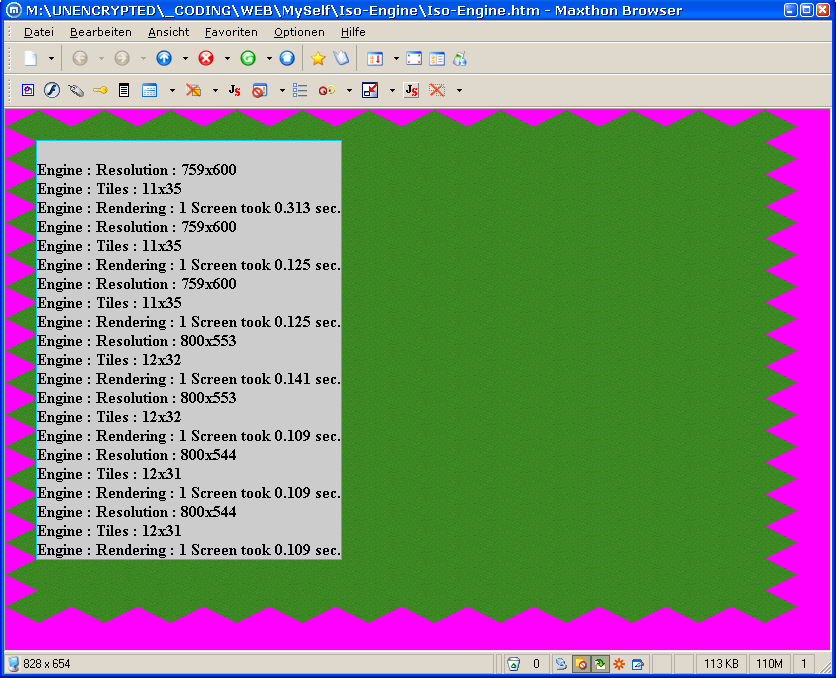 M:\UNENCRYPTED\_CODING\WEB\MySelf\Iso-Engine\Iso-Engine.htm - Maxthon Browser
Datei Bearbeiten Ansicht Favoriten Optionen Hilfe
Js Js
Engine : Resolution : 759x600
Engine : Tiles : 11x35
Engine : Rendering : 1 Screen took 0.313 sec.
Engine : Resolution : 759x600
Engine : Tiles : 11x35
Engine : Rendering : 1 Screen took 0.125 sec.
Engine : Resolution : 759x600
Engine : Tiles : 11x35
Engine : Rendering : 1 Screen took 0.125 sec.
Engine : Resolution : 800x553
Engine : Tiles : 12x32
Engine : Rendering : 1 Screen took 0.141 sec.
Engine : Resolution : 800x553
Engine : Tiles : 12x32
Engine : Rendering : 1 Screen took 0.109 sec.
Engine : Resolution : 800x544
Engine : Tiles : 12x31
Engine : Rendering : 1 Screen took 0.109 sec.
Engine : Resolution : 800x544
Engine : Tiles : 12x31
Engine : Rendering : 1 Screen took 0.109 sec.
828 x 654 0 113 KB 110M 1